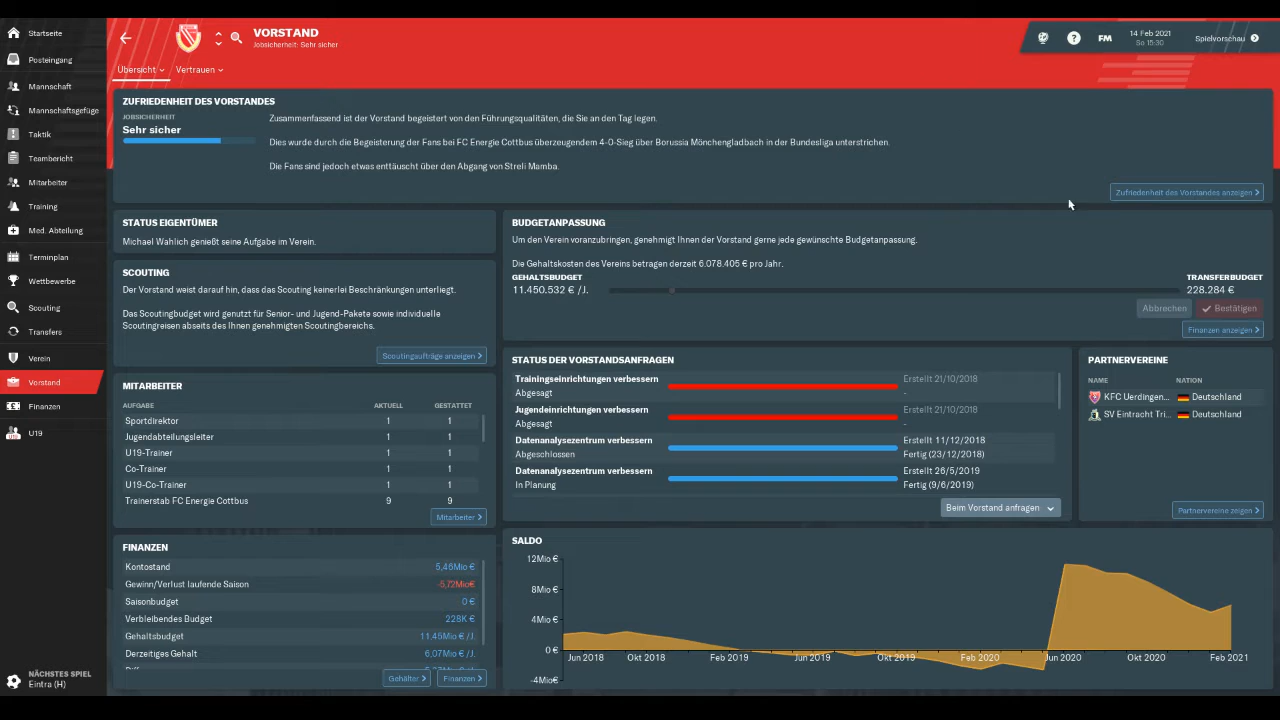 Startseite
Posteingang
Mannschaft
Mannschaftsgefüge
Taktik
Teambericht
Mitarbeiter
Training
Med. Abteilung
Terminplan
Wettbewerbe
Scouting
Transfers
Verein
Vorstand
Finanzen
U19
NÄCHSTES SPIEL
Eintra (H)
VORSTAND
Jobsicherheit: Sehr sicher
FM
14 Feb 2021
So 15:30
Spielvorschau
Übersicht
Vertrauen
ZUFRIEDENHEIT DES VORSTANDES
JOBSICHERHEIT
Sehr sicher
Zusammenfassend ist der Vorstand begeistert von den Führungsqualitäten, die Sie an den Tag legen.
Dies wurde durch die Begeisterung der Fans bei FC Energie Cottbus überzeugendem 4-0-Sieg über Borussia Mönchengladbach in der Bundesliga unterstrichen.
Die Fans sind jedoch etwas enttäuscht über den Abgang von Streli Mamba.
Zufriedenheit des Vorstandes anzeigen
STATUS EIGENTÜMER
Michael Wahlich genießt seine Aufgabe im Verein.
SCOUTING
Der Vorstand weist darauf hin, dass das Scouting keinerlei Beschränkungen unterliegt.
Das Scoutingbudget wird genutzt für Senior- und Jugend-Pakete sowie individuelle
Scoutingreisen abseits des Ihnen genehmigten Scoutingbereichs.
Scoutingaufträge anzeigen
MITARBEITER
AUFGABE AKTUELL GESTATTET
Sportdirektor 1 1
Jugendabteilungsleiter 1 1
U19-Trainer 1 1
Co-Trainer 1 1
U19-Co-Trainer 1 1
Trainerstab FC Energie Cottbus 9 9
Mitarbeiter
FINANZEN
Kontostand 5,46Mio €
Gewinn/Verlust laufende Saison -5,72Mio€
Saisonbudget 0 €
Verbleibendes Budget 228K €
Gehaltsbudget 11,45Mio € /J.
Derzeitiges Gehalt 6,07Mio € /J.
Gehälter
Finanzen
BUDGETANPASSUNG
Um den Verein voranzubringen, genehmigt Ihnen der Vorstand gerne jede gewünschte Budgetanpassung.
Die Gehaltskosten des Vereins betragen derzeit 6.078.405 € pro Jahr.
GEHALTSBUDGET
11.450.532 € /J.
TRANSFERBUDGET
228.284 €
Abbrechen
Bestätigen
Finanzen anzeigen
STATUS DER VORSTANDSANFRAGEN
Trainingseinrichtungen verbessern Erstellt 21/10/2018
Abgesagt -
Jugendeinrichtungen verbessern Erstellt 21/10/2018
Abgesagt -
Datenanalysezentrum verbessern Erstellt 11/12/2018
Abgeschlossen Fertig (23/12/2018)
Datenanalysezentrum verbessern Erstellt 26/5/2019
In Planung Fertig (9/6/2019)
Beim Vorstand anfragen
PARTNERVEREINE
NAME NATION
KFC Uerdingen... Deutschland
SV Eintracht Tri... Deutschland
Partnervereine zeigen
SALDO
12Mio €
8Mio €
4Mio €
0 €
-4Mio€
Jun 2018 Okt 2018 Feb 2019 Jun 2019 Okt 2019 Feb 2020 Jun 2020 Okt 2020 Feb 2021